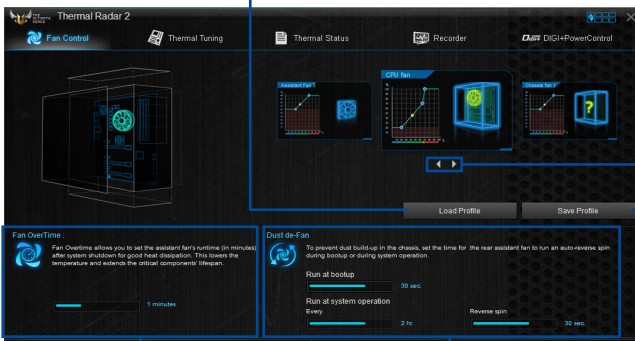 THE ULTIMATE FORCE
Thermal Radar 2
Fan Control
Thermal Tuning
Thermal Status
Recorder
DIGI+ DIGI+PowerControl
Assistant Fan 3
CPU fan
Chassis fan 1
Load Profile
Save Profile
Fan OverTime :
Fan Overtime allows you to set the assistant fan's runtime (in minutes)
after system shutdown for good heat dissipation. This lowers the
temperature and extends the critical components' lifespan.
1 minutes
Dust de-Fan
To prevent dust build-up in the chassis, set the time for the rear assistant fan to run an auto-reverse spin
during bootup or during system operation.
Run at bootup
30 sec.
Run at system operation
Every
Reverse spin
2 hr.
30 sec.